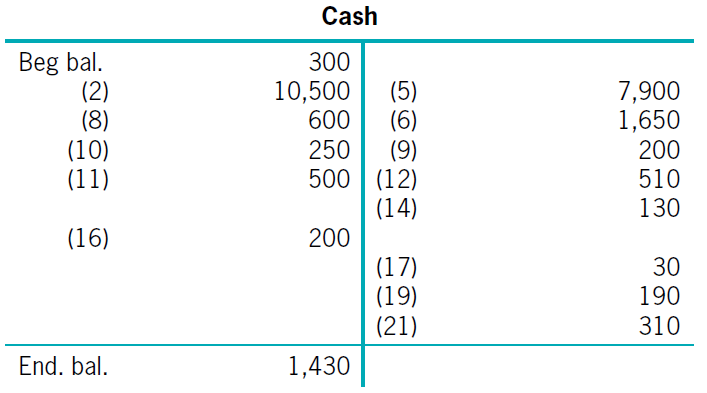 Cash
Beg bal. 300
(2) 10,500 (5) 7,900
(8) 600 (6) 1,650
(10) 250 (9) 200
(11) 500 (12) 510
(14) 130
(16) 200
(17) 30
(19) 190
(21) 310
End. bal. 1,430